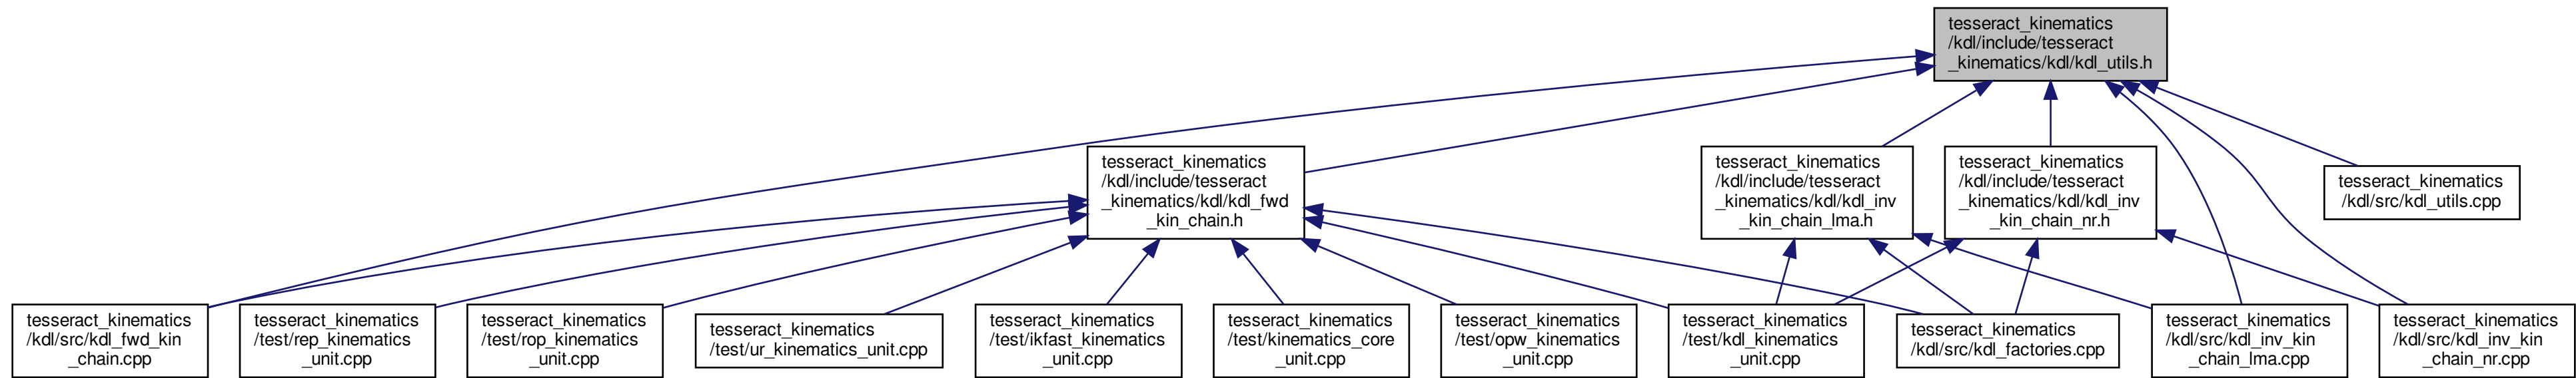 tesseract_kinematics
/kdl/include/tesseract
_kinematics/kdl/kdl_utils.h
tesseract_kinematics
/kdl/include/tesseract
_kinematics/kdl/kdl_fwd
_kin_chain.h
tesseract_kinematics
/kdl/include/tesseract
_kinematics/kdl/kdl_inv
_kin_chain_lma.h
tesseract_kinematics
/kdl/include/tesseract
_kinematics/kdl/kdl_inv
_kin_chain_nr.h
tesseract_kinematics
/kdl/src/kdl_utils.cpp
tesseract_kinematics
/kdl/src/kdl_fwd_kin
_chain.cpp
tesseract_kinematics
/test/rep_kinematics
_unit.cpp
tesseract_kinematics
/test/rop_kinematics
_unit.cpp
tesseract_kinematics
/test/ur_kinematics_unit.cpp
tesseract_kinematics
/test/ikfast_kinematics
_unit.cpp
tesseract_kinematics
/test/kinematics_core
_unit.cpp
tesseract_kinematics
/test/opw_kinematics
_unit.cpp
tesseract_kinematics
/test/kdl_kinematics
_unit.cpp
tesseract_kinematics
/kdl/src/kdl_factories.cpp
tesseract_kinematics
/kdl/src/kdl_inv_kin
_chain_lma.cpp
tesseract_kinematics
/kdl/src/kdl_inv_kin
_chain_nr.cpp